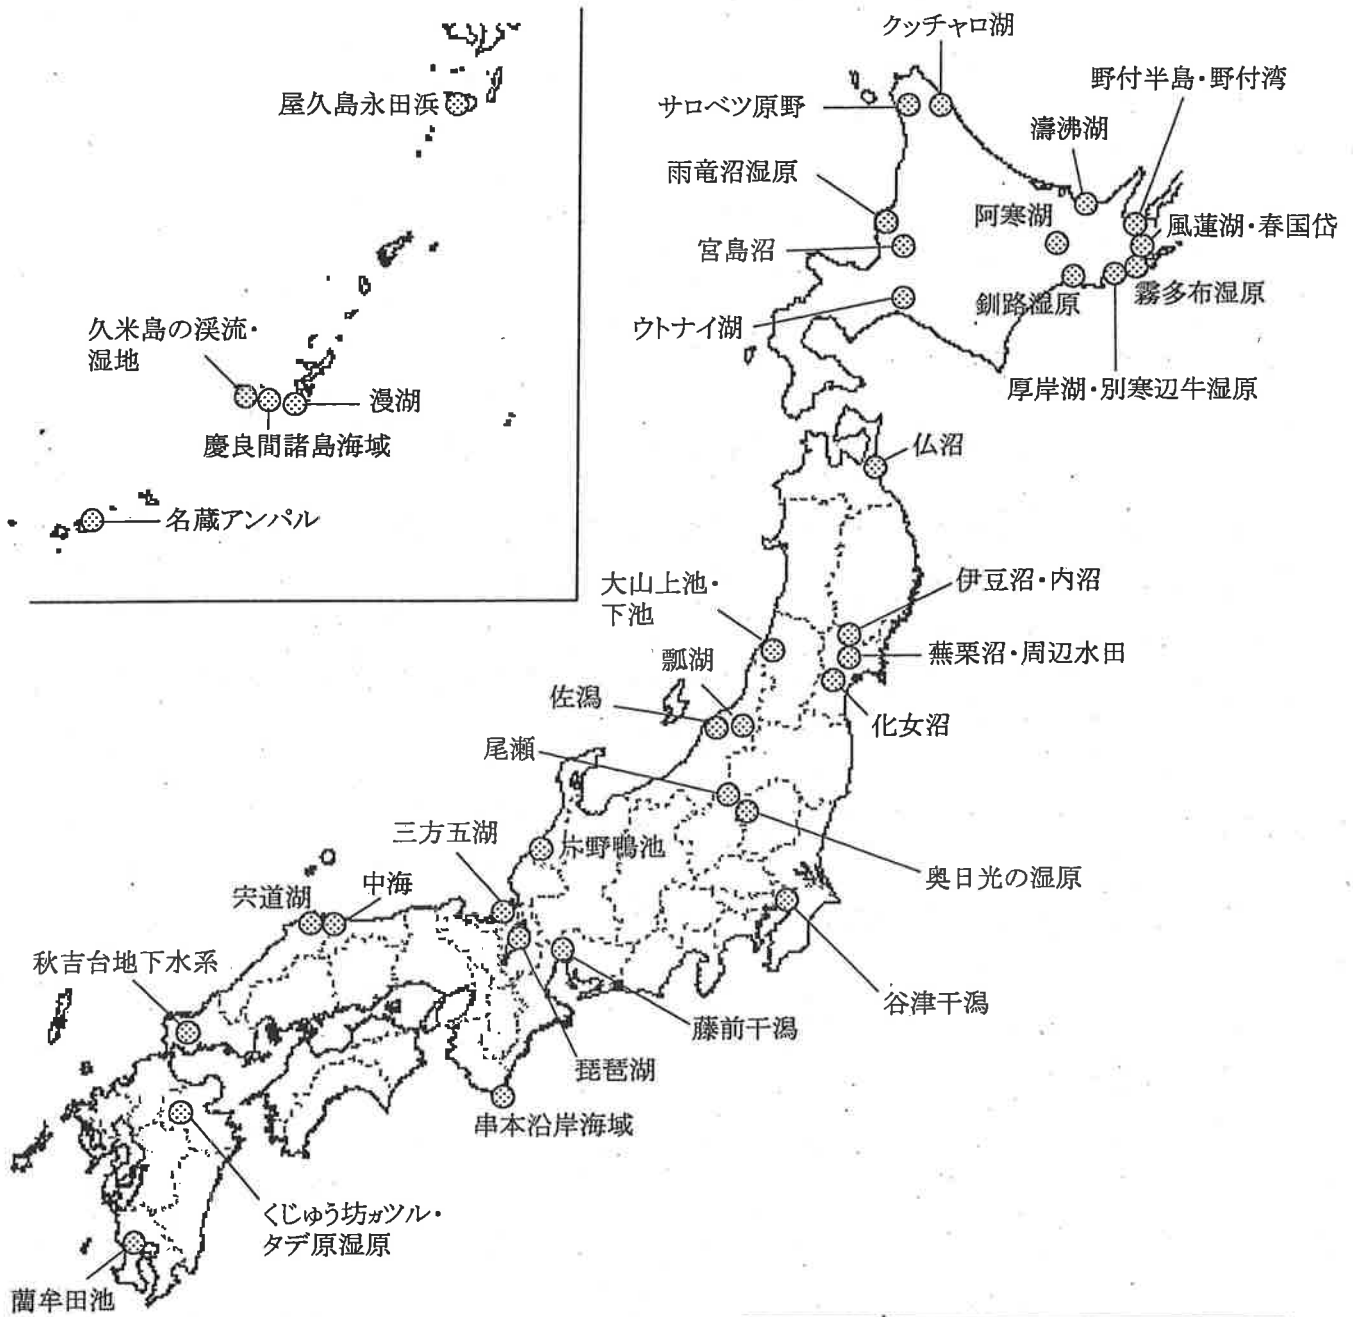 クッチャロ湖
野付半島・野付湾
屋久島永田浜
サロベツ原野
濤沸湖
雨竜沼湿原
阿寒湖
風蓮湖・春国岱
宮島沼
霧多布湿原
釧路湿原
ウトナイ湖
久米島の渓流・
湿地
厚岸湖・別寒辺牛湿原
漫湖
慶良間諸島海域
仏沼
名蔵アンパル
大山上池・
下池
伊豆沼・内沼
蕪栗沼・周辺水田
瓢湖
佐潟
化女沼
尾瀬
三方五湖
片野鴨池
奥日光の湿原
中海
宍道湖
秋吉台地下水系
谷津干潟
藤前干潟
琵琶湖
串本沿岸海域
くじゅう坊ガツル・
タデ原湿原
藺牟田池